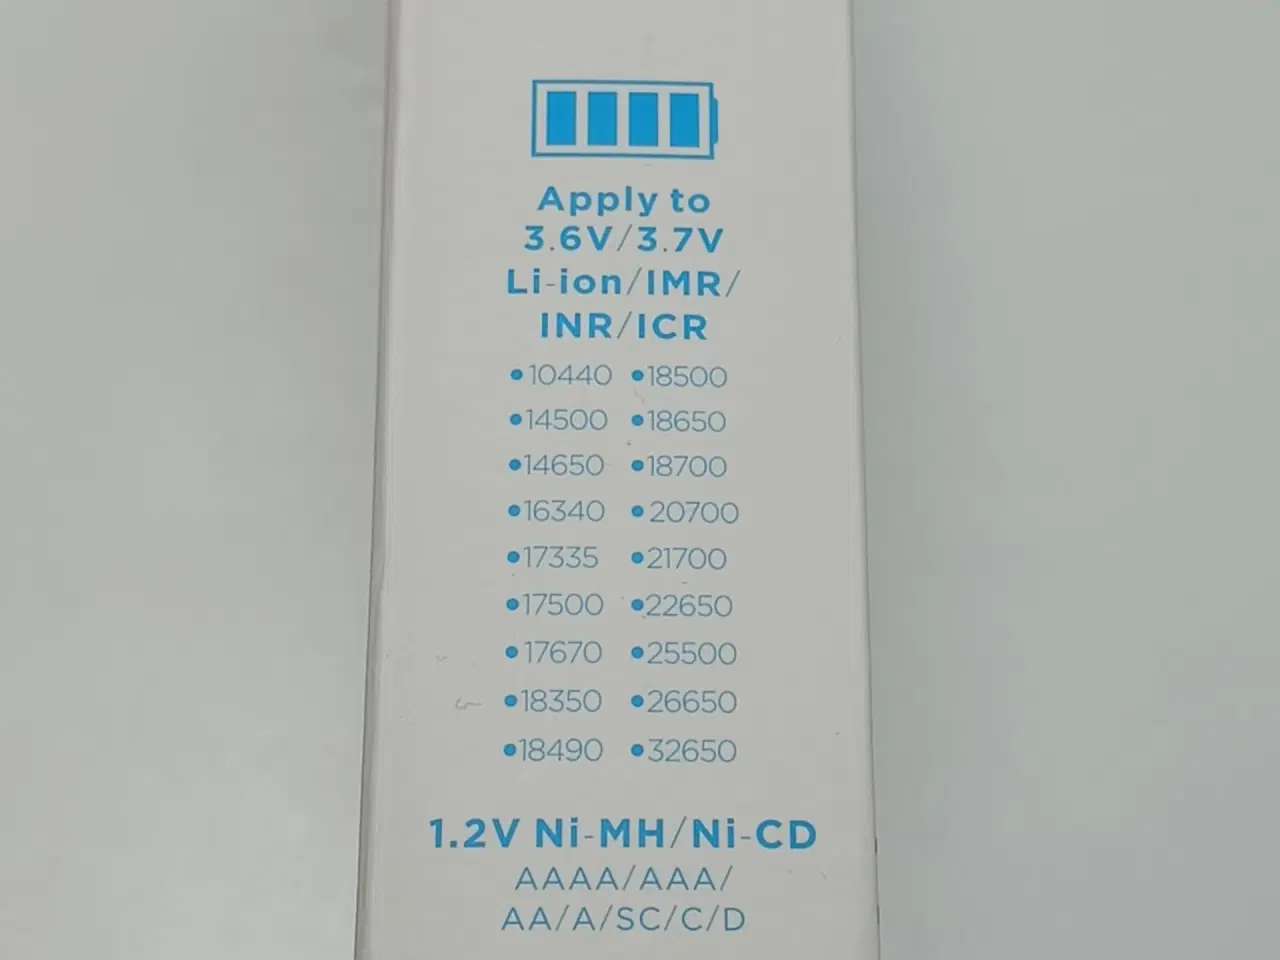 Apply to
3.6V/3.7V
Li-ion/IMR/
INR/ICR
•10440 •18500
•14500 •18650
•14650 •18700
•16340 •20700
•17335 •21700
•17500 •22650
•17670 •25500
•18350 •26650
•18490 •32650
1.2V Ni-MH/Ni-CD
AAAA/AAA/
AA/A/SC/C/D